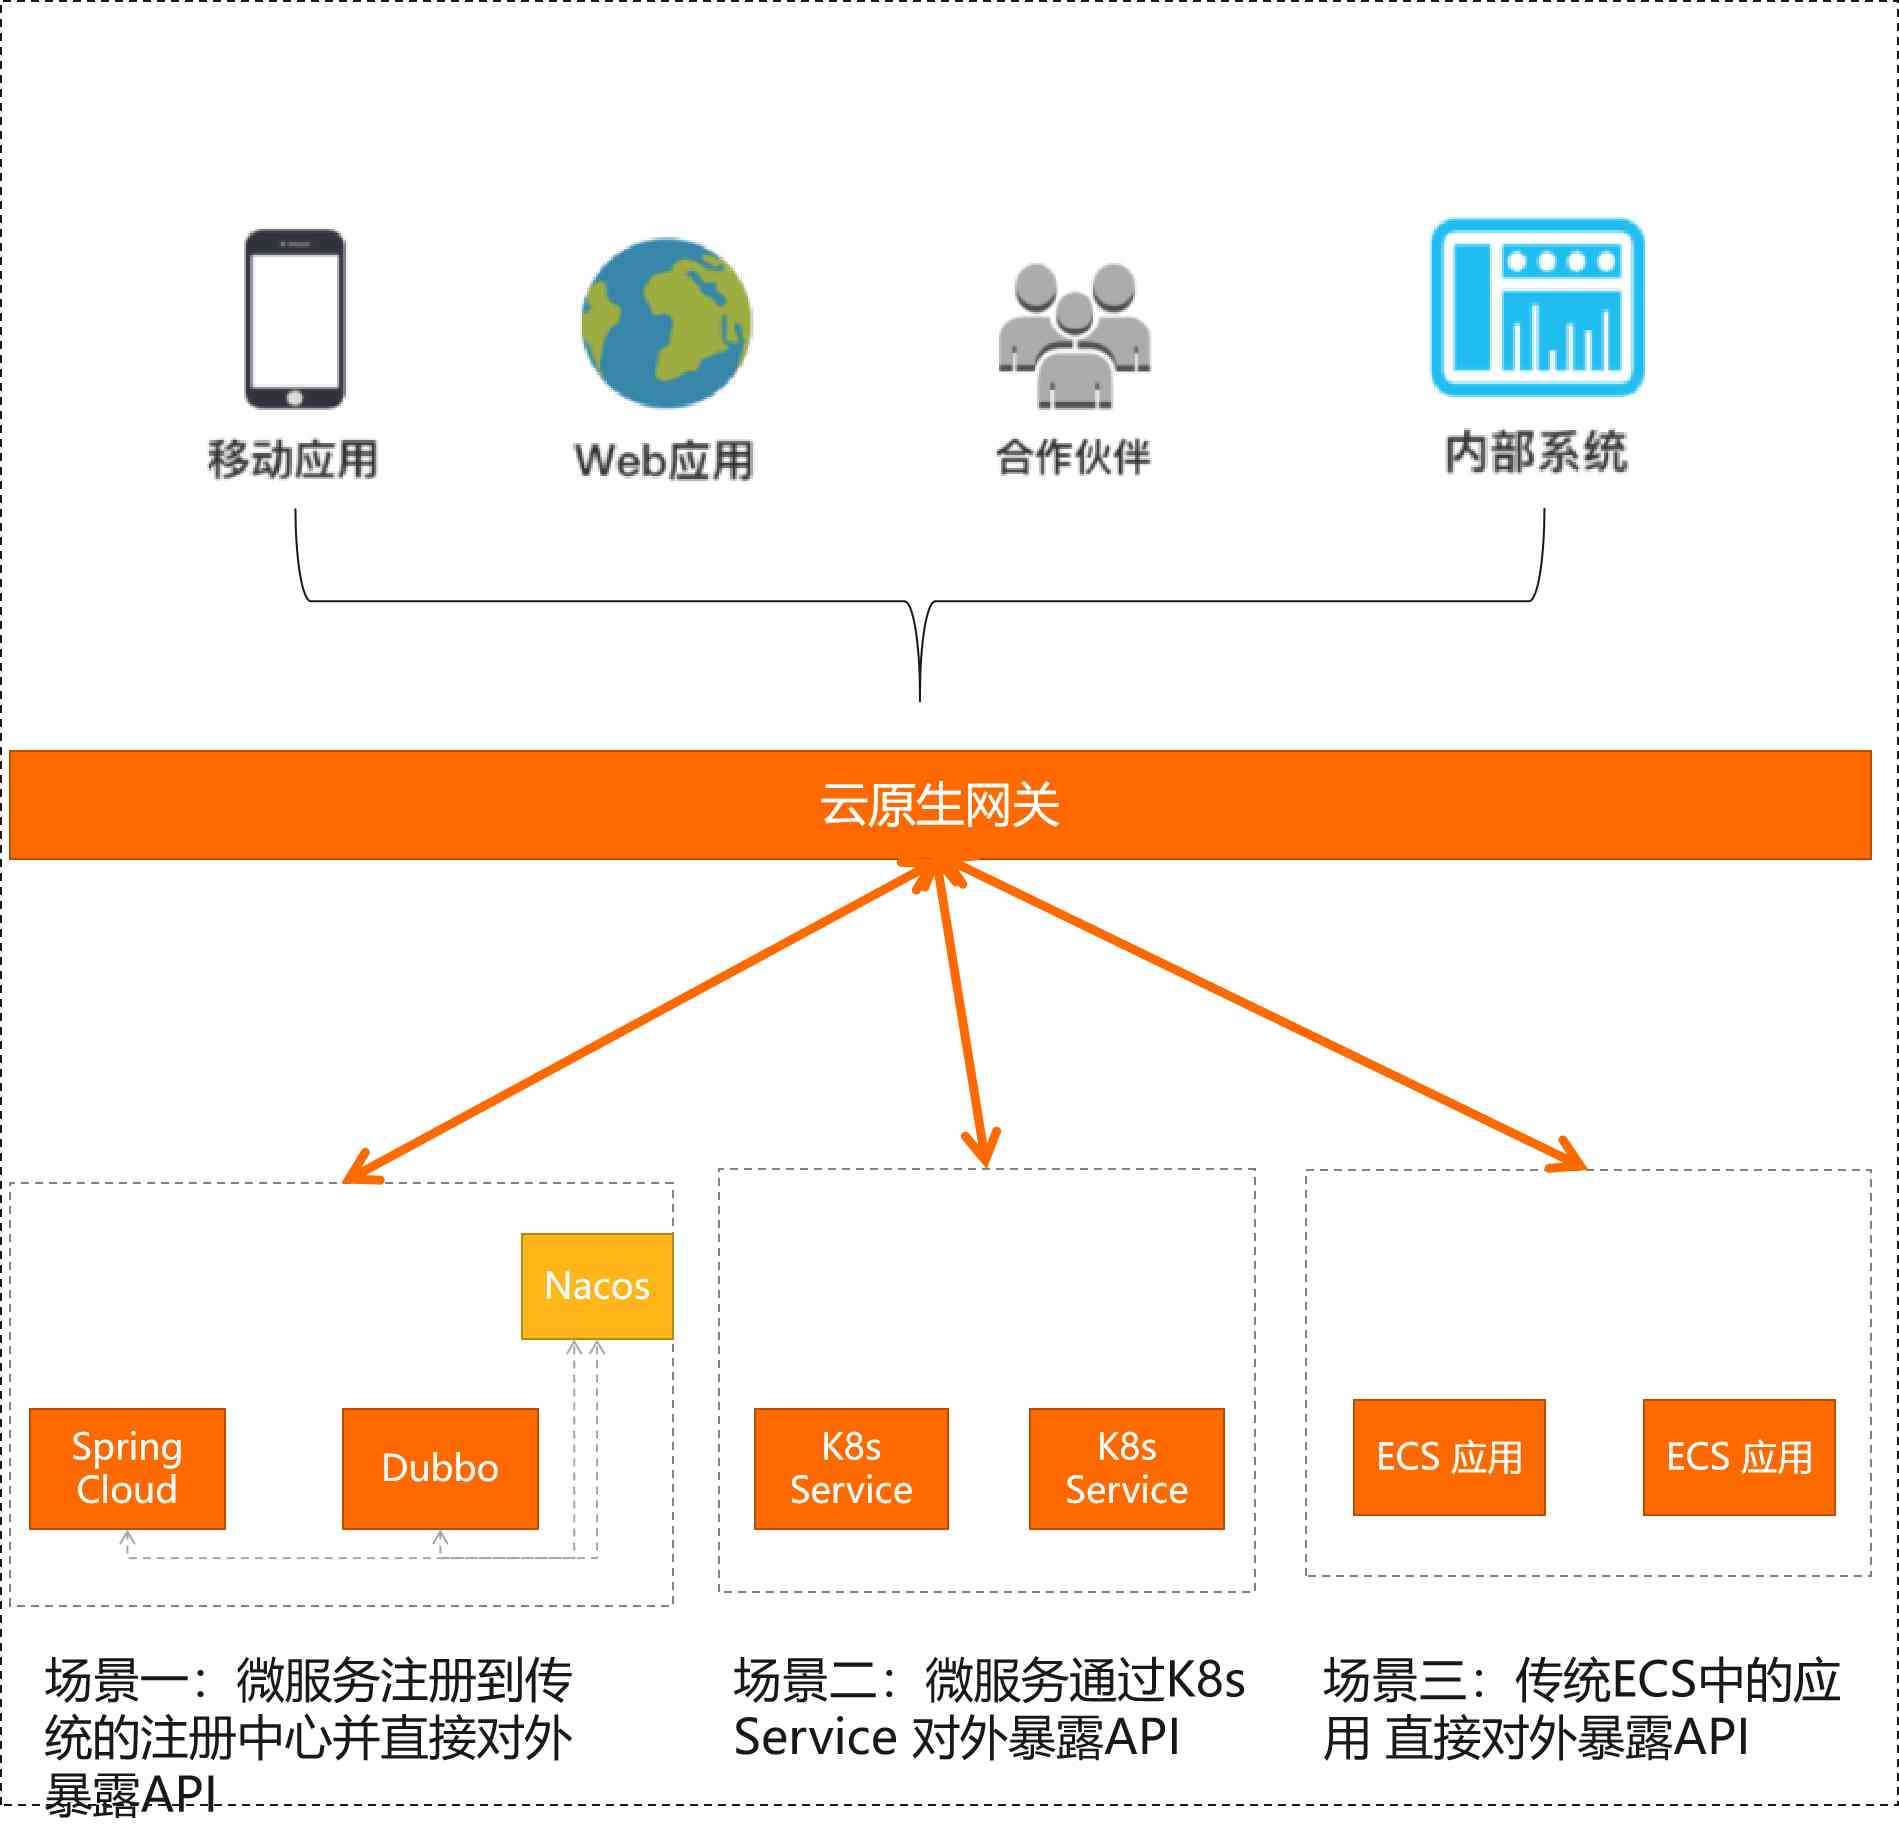 移动应用
Web应用
合作伙伴
内部系统
云原生网关
Nacos
Spring
Cloud
Dubbo
K8s
Service
K8s
Service
ECS 应用
ECS 应用
场景一：微服务注册到传
统的注册中心并直接对外
暴露API
场景二：微服务通过K8s
Service 对外暴露API
场景三：传统ECS中的应
用 直接对外暴露API